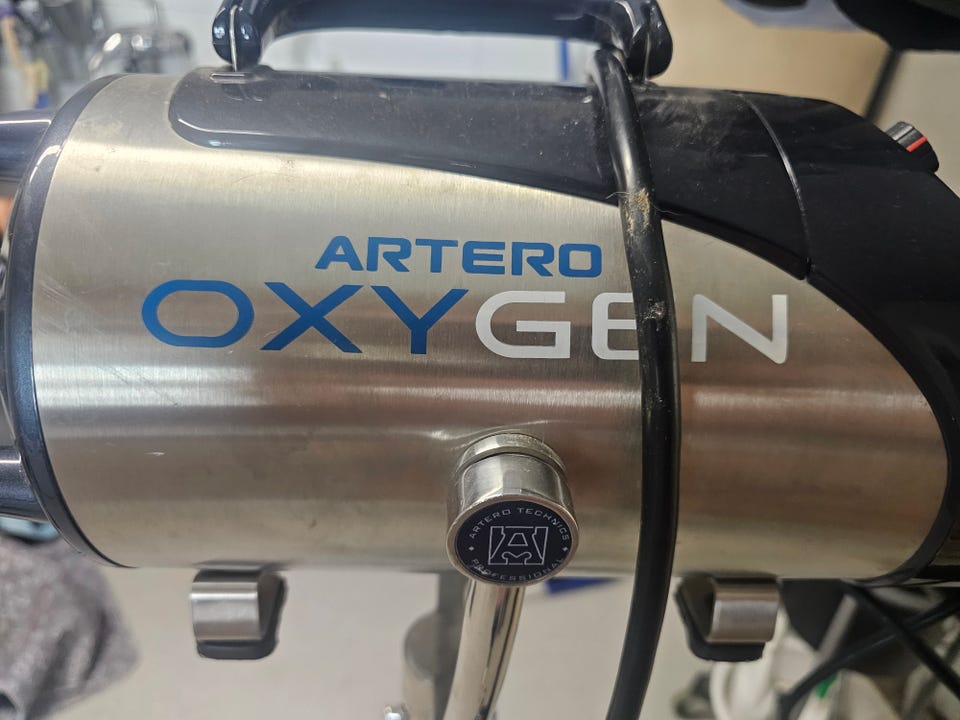 ARTERO
OXYGEN
ARTERO TECHNICS
PROFESSIONAL